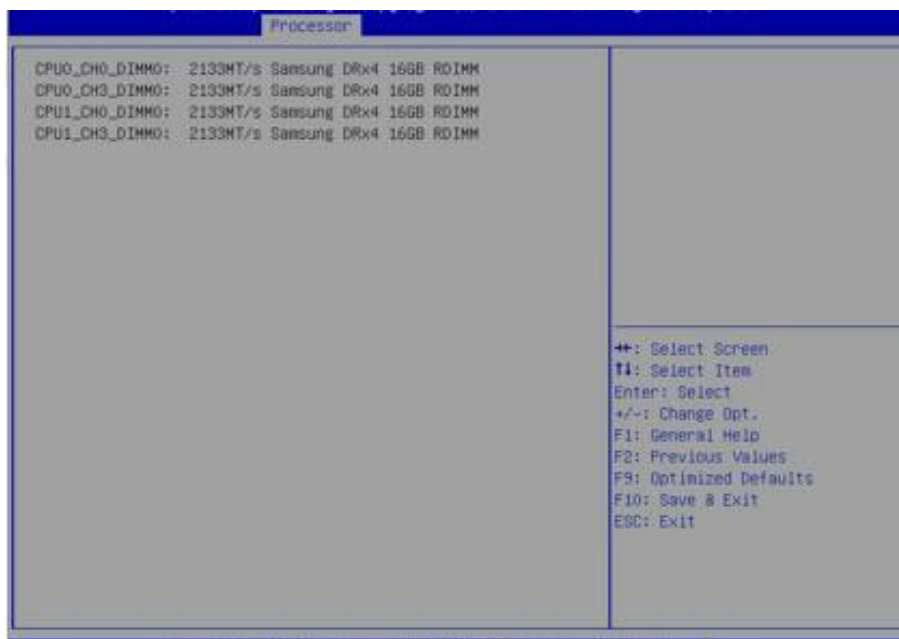 Processor
CPU0_CH0_DIMM0: 2133MT/s Samsung DRx4 16GB RDIMM
CPU0_CH3_DIMM0: 2133MT/s Samsung DRx4 16GB RDIMM
CPU1_CH0_DIMM0: 2133MT/s Samsung DRx4 16GB RDIMM
CPU1_CH3_DIMM0: 2133MT/s Samsung DRx4 16GB RDIMM
→←: Select Screen
↑↓: Select Item
Enter: Select
+/-: Change Opt.
F1: General Help
F2: Previous Values
F9: Optimized Defaults
F10: Save & Exit
ESC: Exit